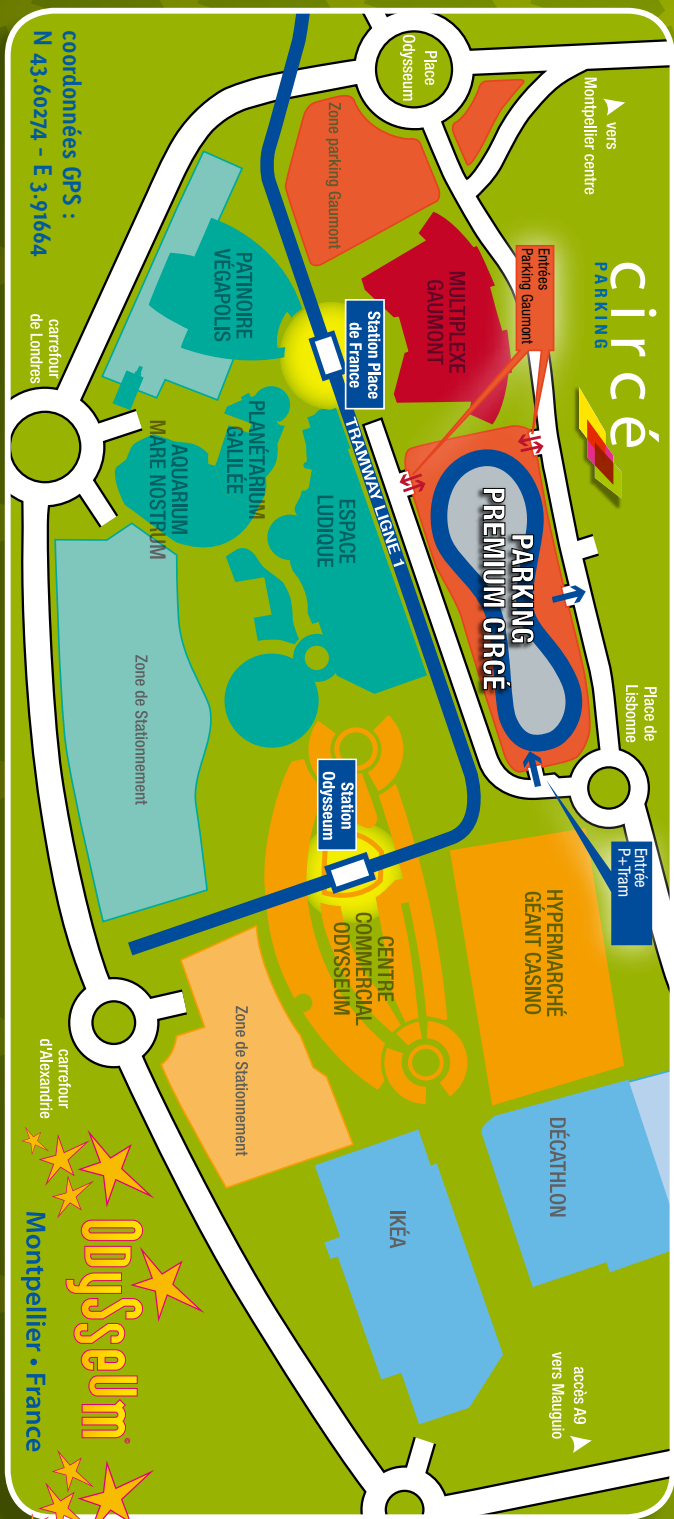 coordonnées GPS :
N 43.60274 - E 3.91664
Place
Odysseum
vers
Montpellier centre
circé
PARKING
Zone parking Gaumont
Entrées
Parking Gaumont
MULTIPLEXE
GAUMONT
PATINOIRE
VÉGAPOLIS
Station Place
de France
carrefour
de Londres
PLANÉTARIUM
GALILÉE
AQUARIUM
MARE NOSTRUM
TRAMWAY LIGNE 1
ESPACE
LUDIQUE
PARKING
PREMIUM CIRCÉ
Place de
Lisbonne
Zone de Stationnement
Station
Odysseum
Entrée
P+Tram
HYPERMARCHÉ
GÉANT CASINO
CENTRE
COMMERCIAL
ODYSSEUM
Zone de Stationnement
carrefour
d'Alexandrie
DÉCATHLON
IKÉA
accès A9
vers Mauguio
ODYSSEUM®
Montpellier • France